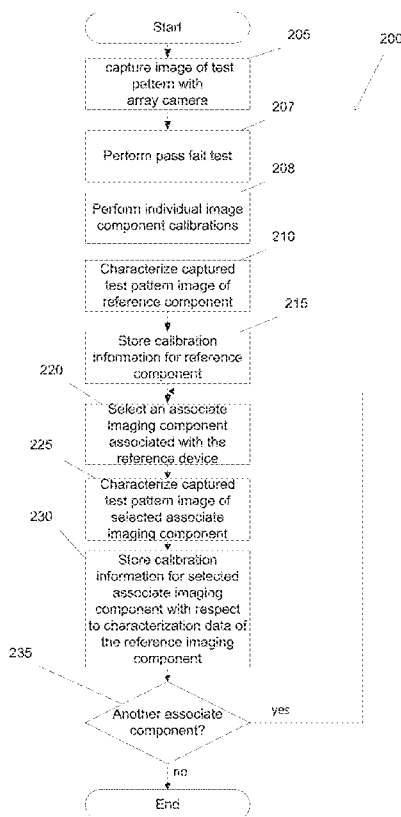 Start
205
200
capture image of test
pattern with
array camera
207
Perform pass fail test
208
Perform individual image
component calibrations
210
Characterize captured
test pattern image of
reference component
215
Store calibration
information for reference
component
220
Select an associate
imaging component
associated with the
reference device
225
Characterize captured
test pattern image of
selected associate
imaging component
230
Store calibration
information for selected
associate imaging
component with respect
to characterization data of
the reference imaging
component
235
Another associate
component?
yes
no
End